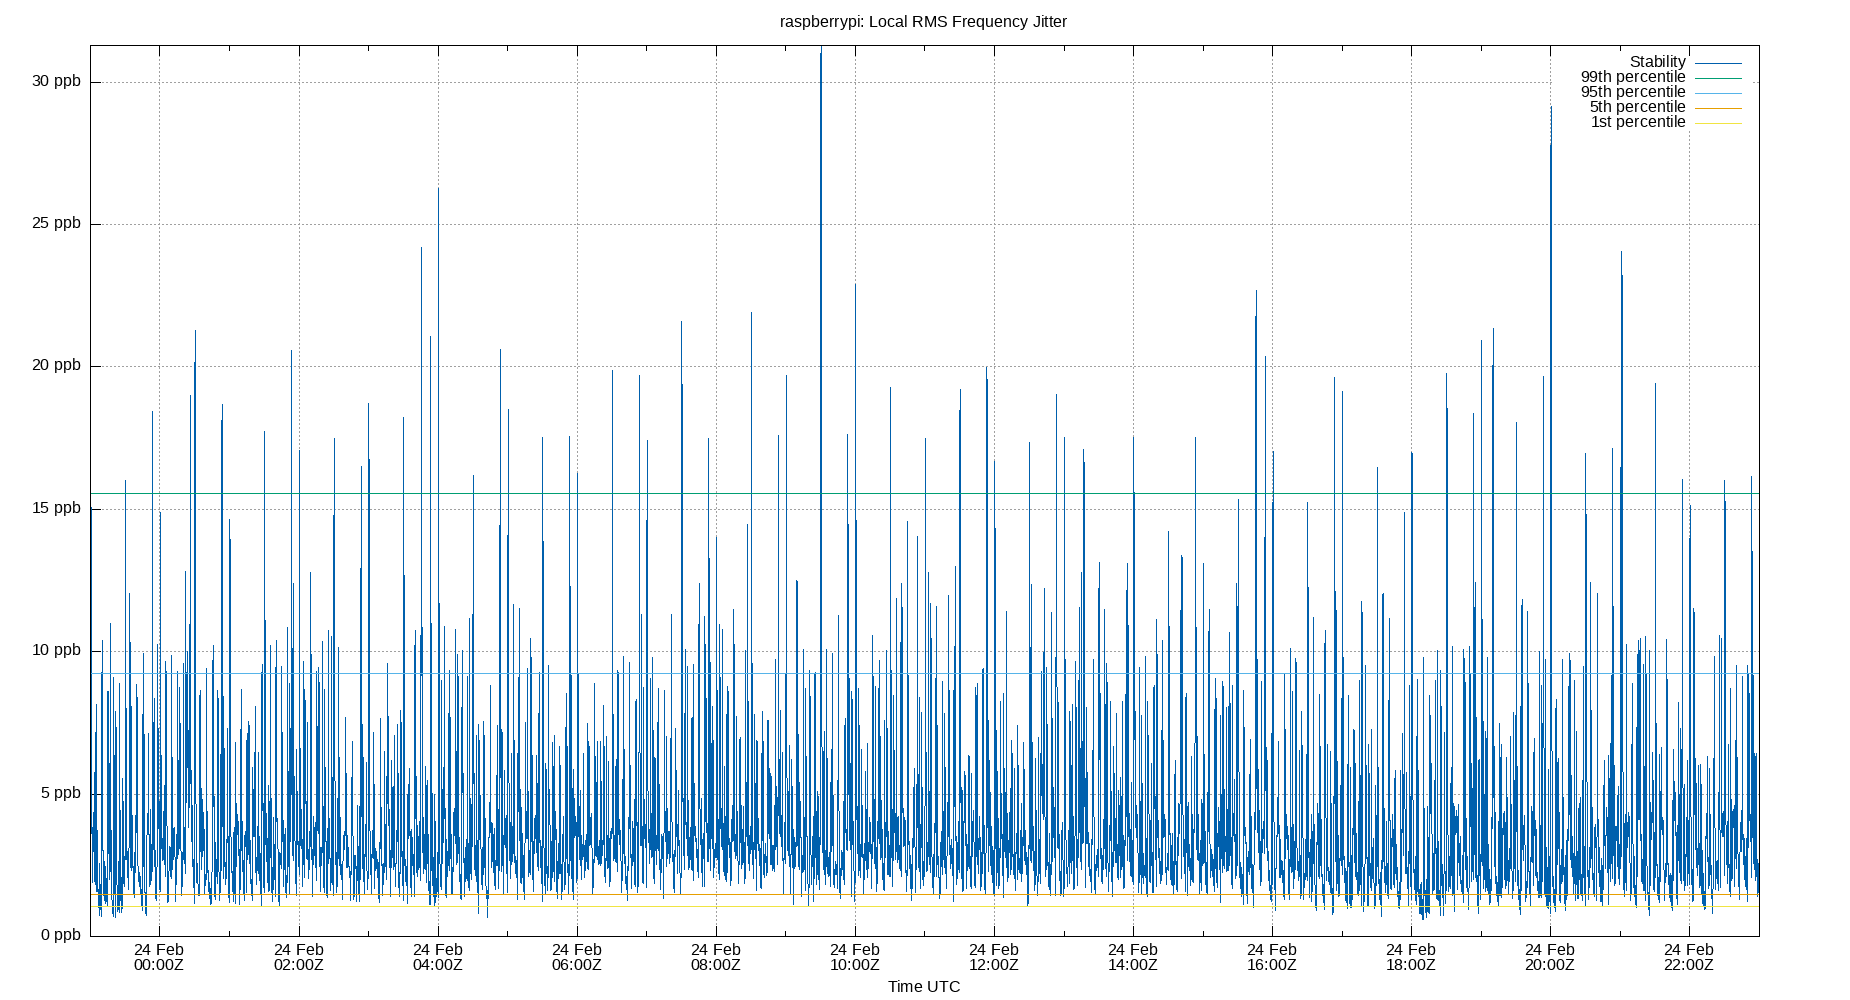 raspberrypi: Local RMS Frequency Jitter
30 ppb
25 ppb
20 ppb
15 ppb
10 ppb
5 ppb
0 ppb
Stability
99th percentile
95th percentile
5th percentile
1st percentile
24 Feb 24 Feb 24 Feb 24 Feb 24 Feb 24 Feb 24 Feb 24 Feb 24 Feb 24 Feb 24 Feb 24 Feb
00:00Z 02:00Z 04:00Z 06:00Z 08:00Z 10:00Z 12:00Z 14:00Z 16:00Z 18:00Z 20:00Z 22:00Z
Time UTC